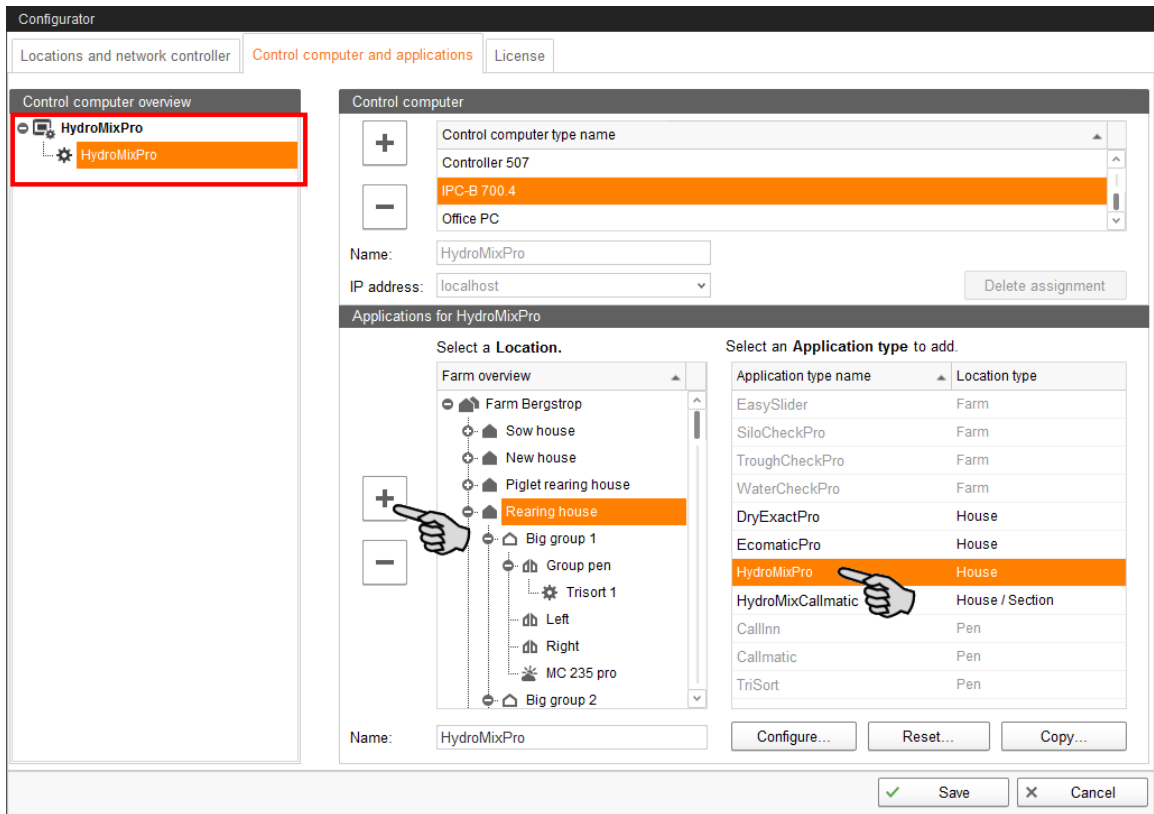 Configurator
Locations and network controller
Control computer and applications
License
Control computer overview
HydroMixPro
HydroMixPro
Control computer
Control computer type name
Controller 507
IPC-B 700.4
Office PC
Name: HydroMixPro
IP address: localhost
Delete assignment
Applications for HydroMixPro
Select a Location.
Farm overview
Farm Bergstrop
Sow house
New house
Piglet rearing house
Rearing house
Big group 1
Group pen
Trisort 1
Left
Right
MC 235 pro
Big group 2
Name: HydroMixPro
Select an Application type to add.
Application type name Location type
EasySlider Farm
SiloCheckPro Farm
TroughCheckPro Farm
WaterCheckPro Farm
DryExactPro House
EcomaticPro House
HydroMixPro House
HydroMixCallmatic House / Section
CallInn Pen
Callmatic Pen
TriSort Pen
Configure... Reset... Copy...
Save Cancel